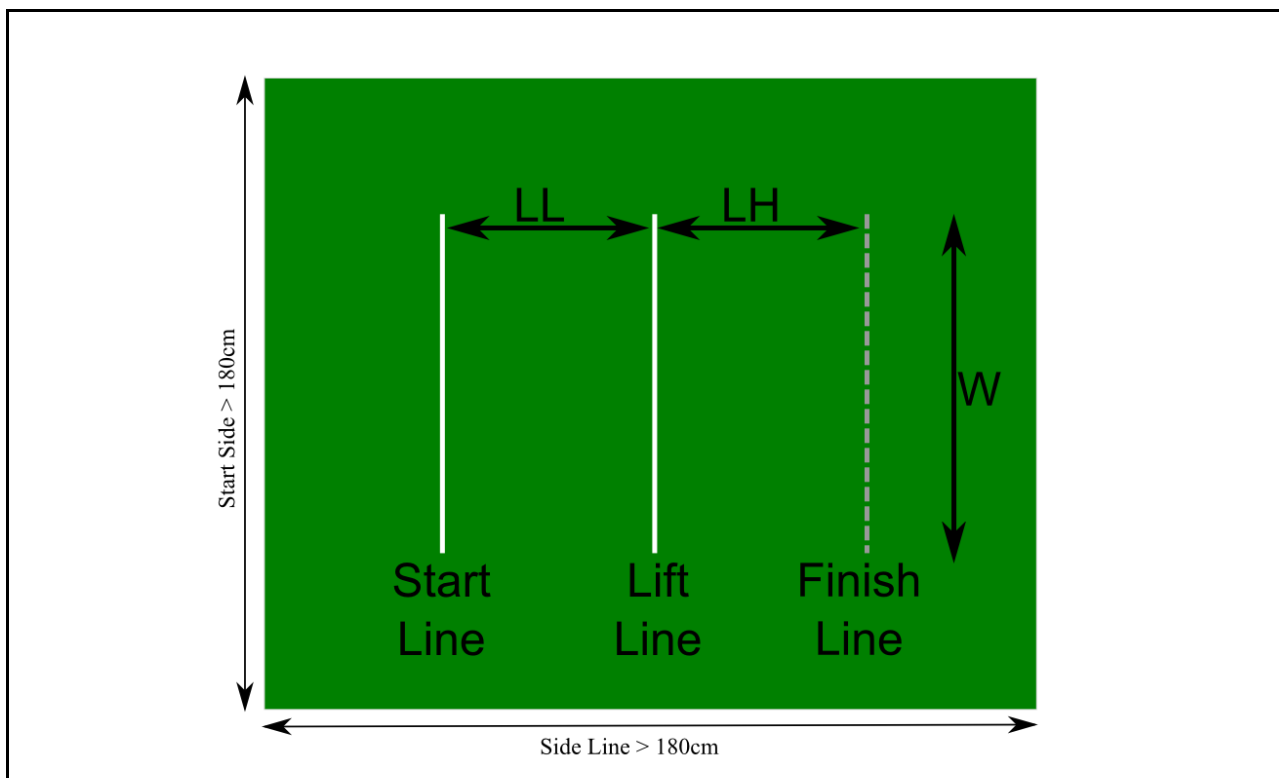 LL
LH
W
Start Side > 180cm
Start
Line
Lift
Line
Finish
Line
Side Line > 180cm